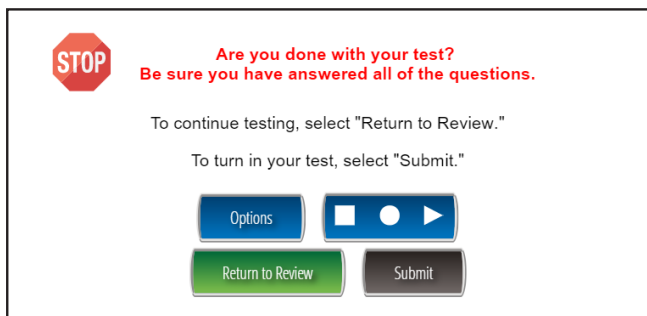 STOP
Are you done with your test?
Be sure you have answered all of the questions.
To continue testing, select "Return to Review."
To turn in your test, select "Submit."
Options
Return to Review
Submit